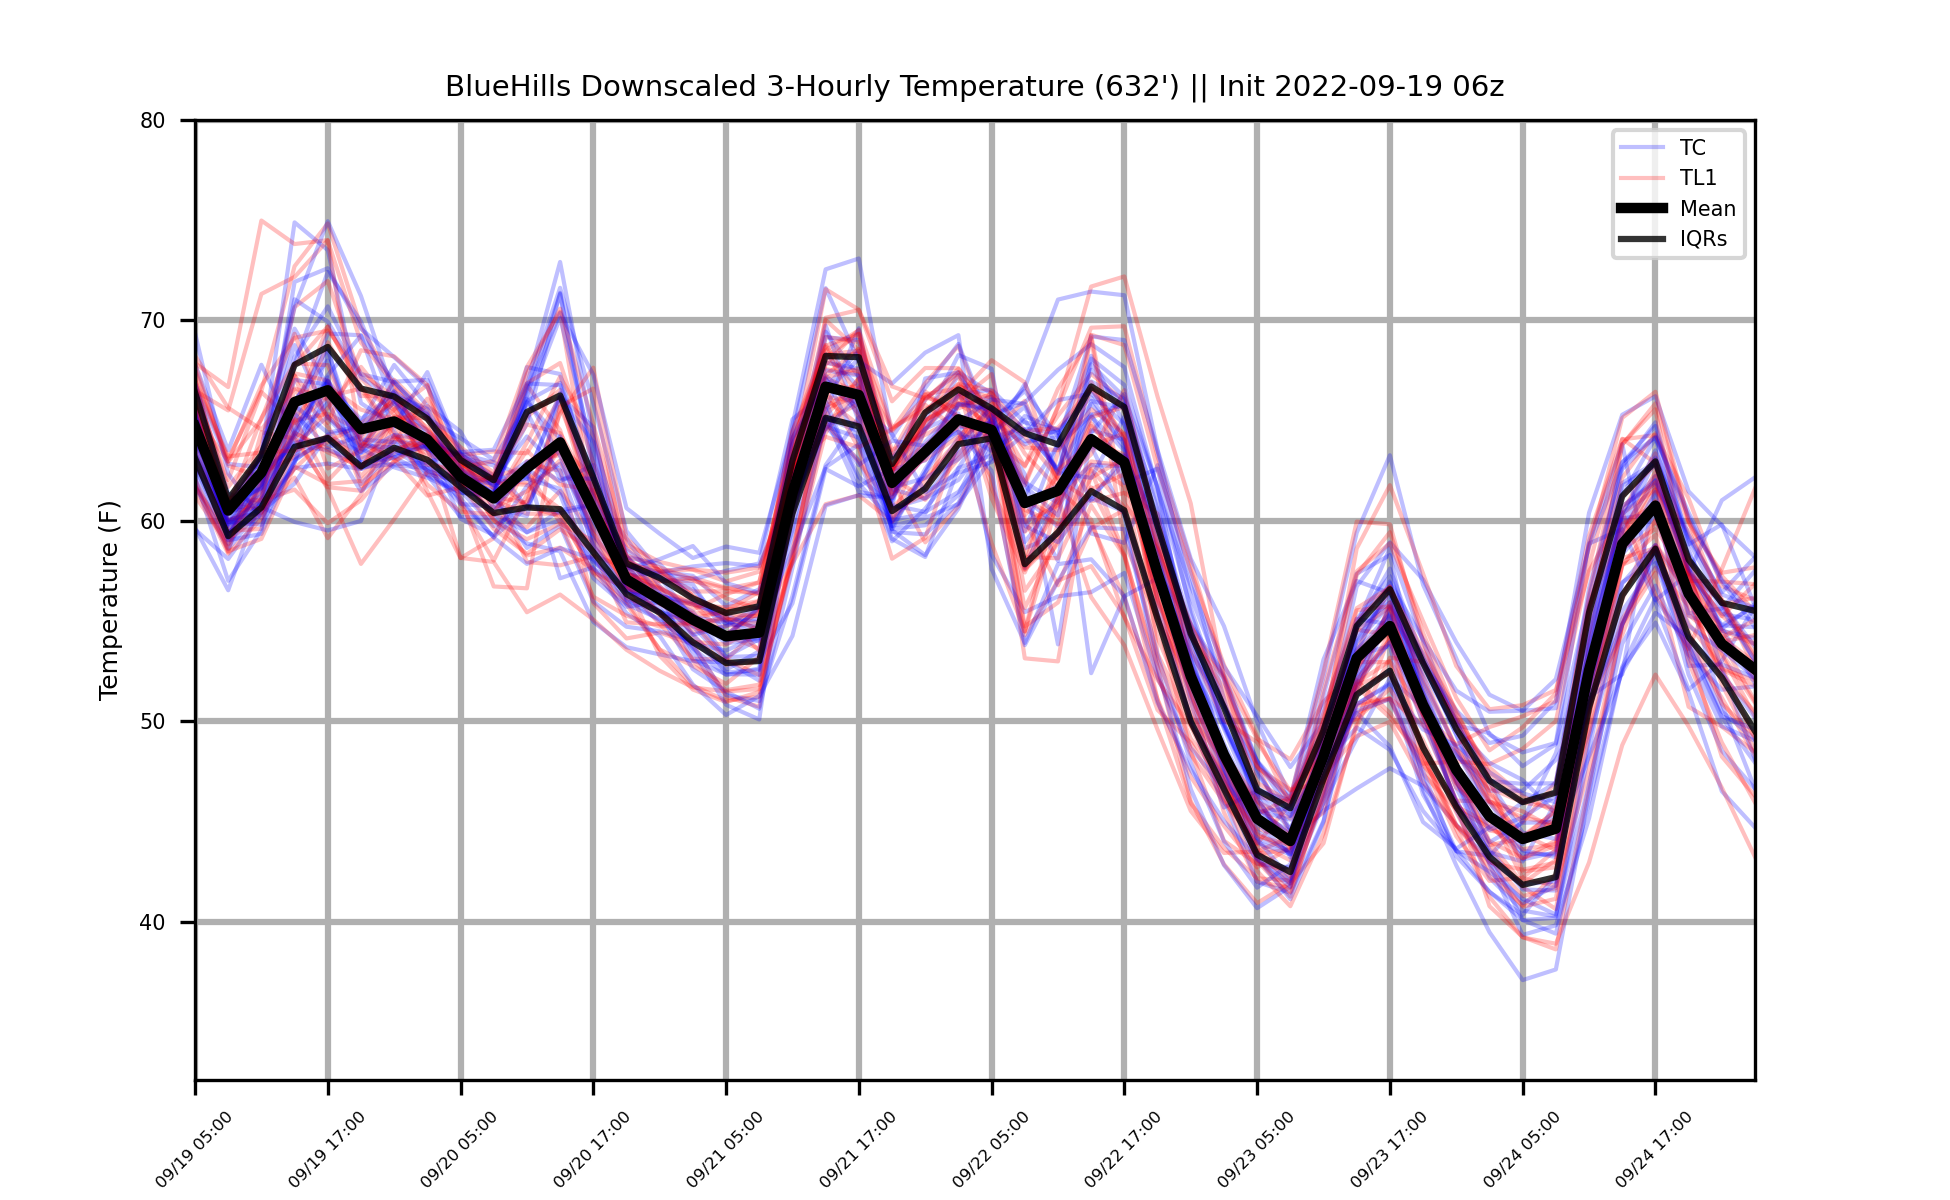 BlueHills Downscaled 3-Hourly Temperature (632') || Init 2022-09-19 06z
TC
TL1
Mean
IQRs
Temperature (F)
80
70
60
50
40
09/19 05:00
09/19 17:00
09/20 05:00
09/20 17:00
09/21 05:00
09/21 17:00
09/22 05:00
09/22 17:00
09/23 05:00
09/23 17:00
09/24 05:00
09/24 17:00